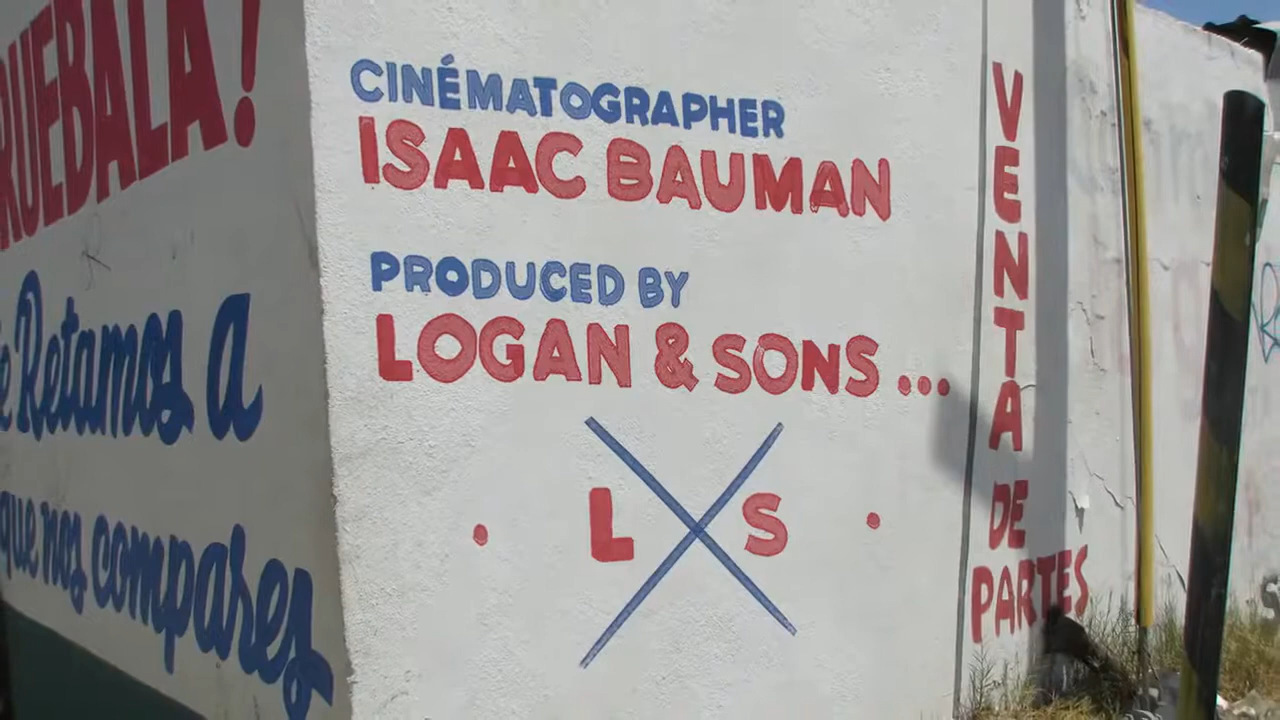 RUEBALA!
Retamos a
que nos compares
CINÉMATOGRAPHER
ISAAC BAUMAN
PRODUCED BY
LOGAN & SONS ...
L S
VENTA
DE
PARTES